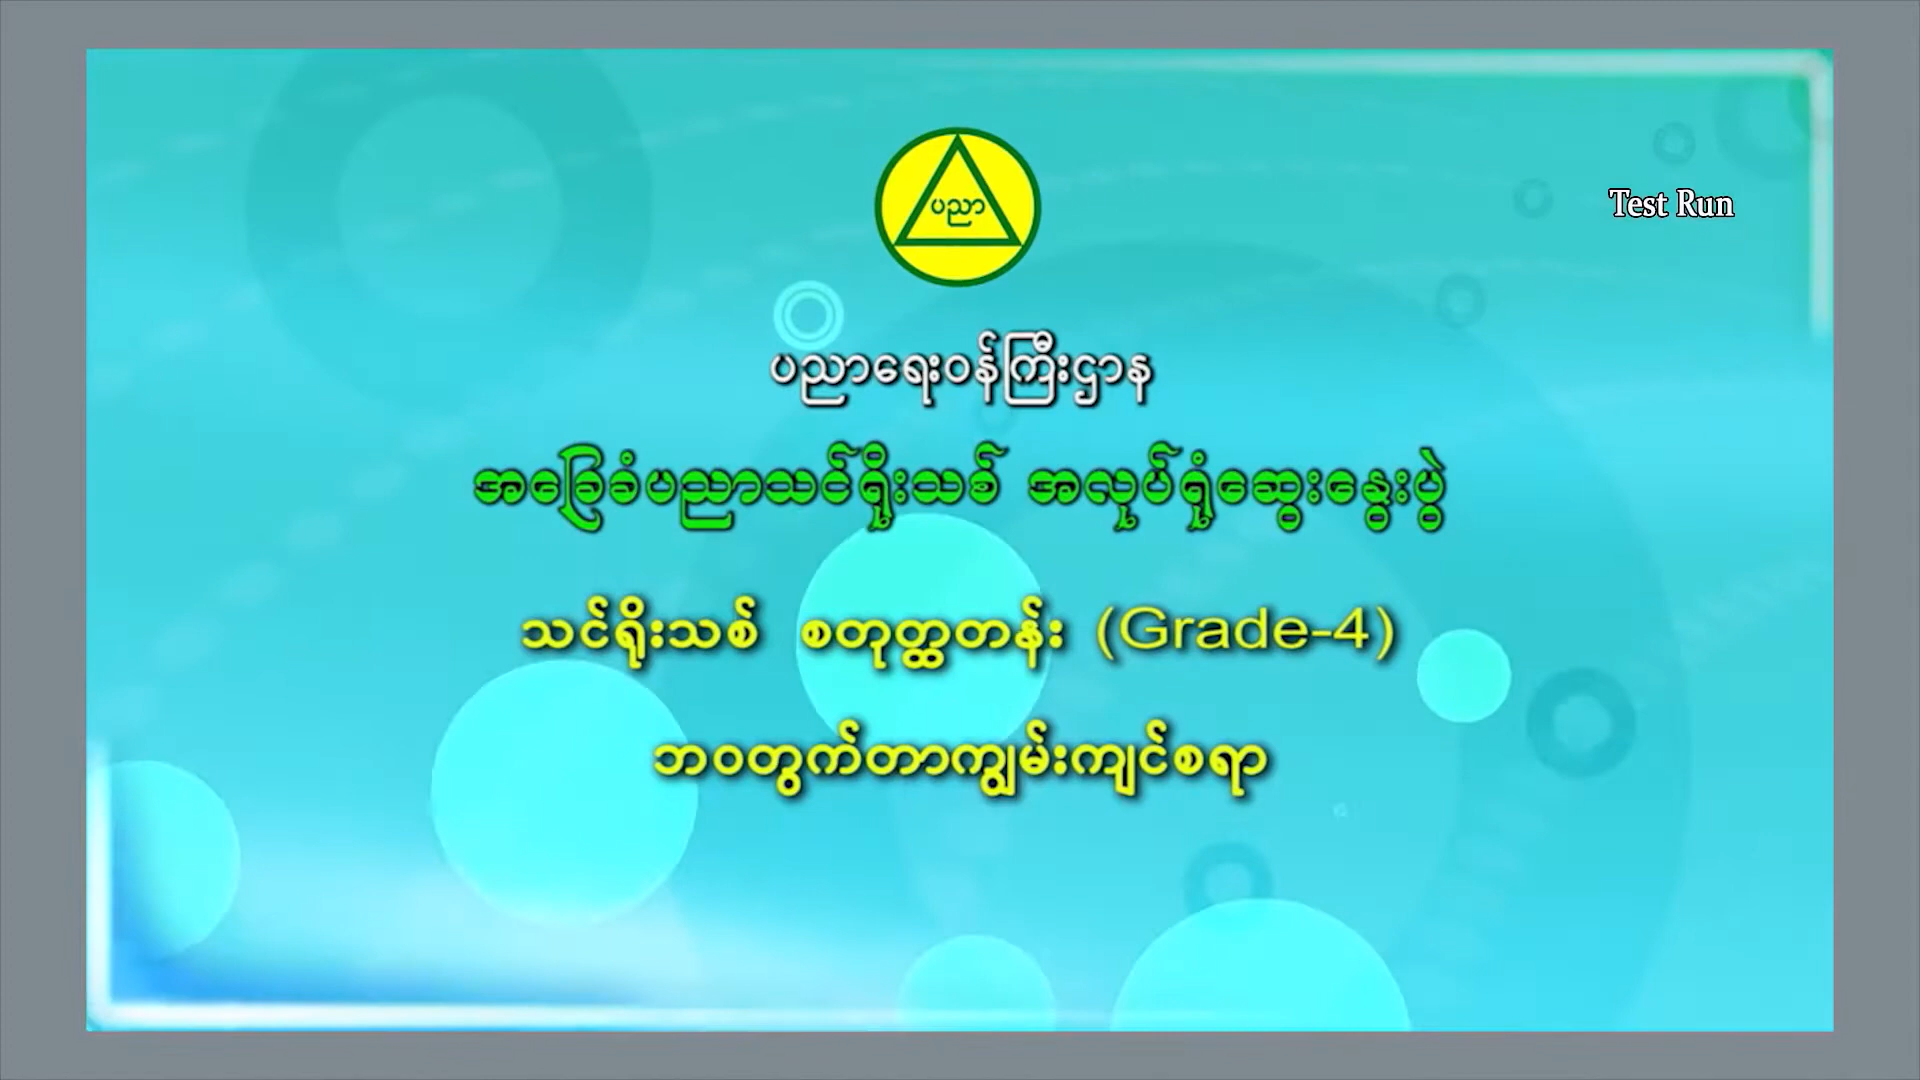 ပညာ
Test Run
ပညာရေးဝန်ကြီးဌာန
အခြေခံပညာသင်ရိုးသစ် အလုပ်ရုံဆွေးနွေးပွဲ
သင်ရိုးသစ် စတုတ္ထတန်း (Grade-4)
ဘဝတွက်တာကျွမ်းကျင်စရာ